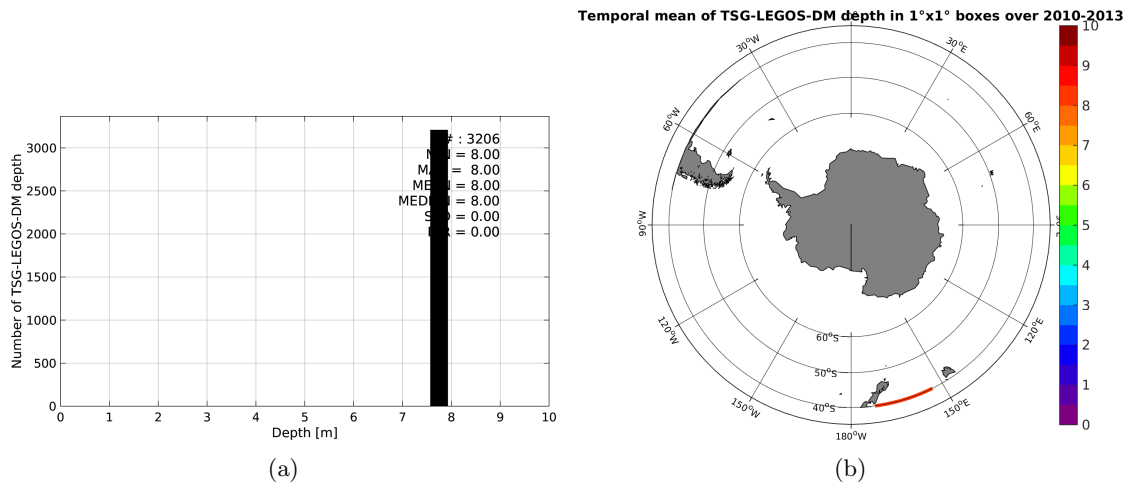 Temporal mean of TSG-LEGOS-DM depth in 1°x1° boxes over 2010-2013
Number of TSG-LEGOS-DM depth
3000
2500
2000
1500
1000
500
0
# : 3206
= 8.00
= 8.00
= 8.00
= 8.00
= 0.00
= 0.00
0 1 2 3 4 5 6 7 8 9 10
Depth [m]
(a)
30°W
30°E
60°W
60°E
90°W
120°W
120°E
150°W
150°E
180°W
60°S
50°S
40°S
10
9
8
7
6
5
4
3
2
1
0
(b)